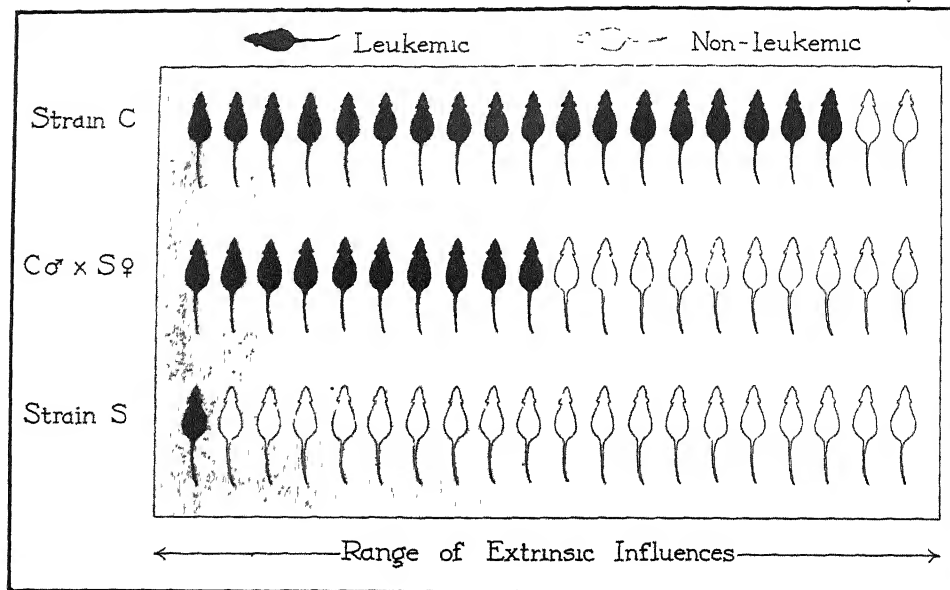 Leukemic Non-leukemic
Strain C
C♂ x S♀
Strain S
Range of Extrinsic Influences